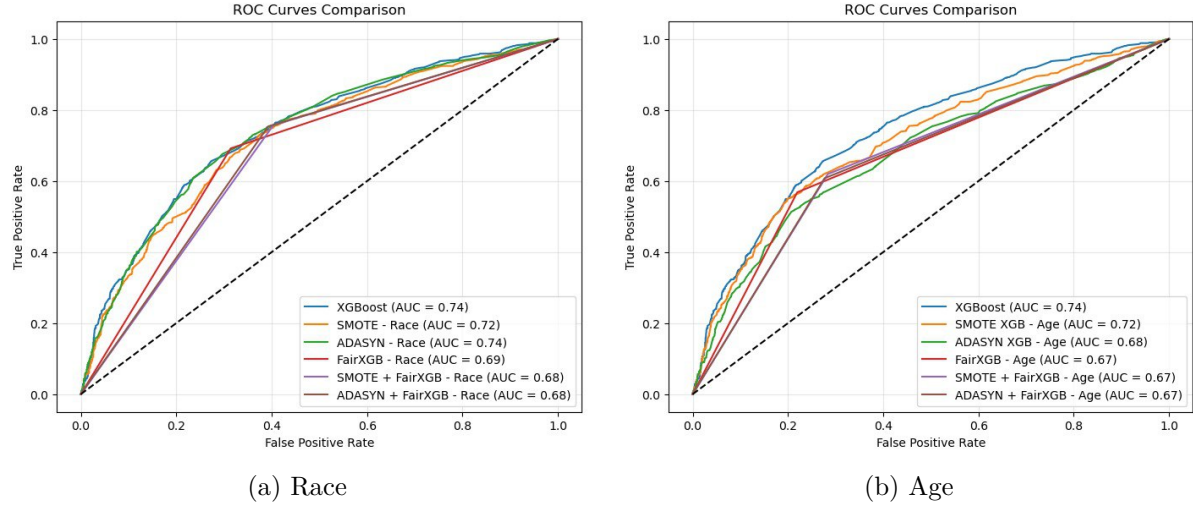 ROC Curves Comparison
True Positive Rate
1.0
0.8
0.6
0.4
0.2
0.0
XGBoost (AUC = 0.74)
SMOTE - Race (AUC = 0.72)
ADASYN - Race (AUC = 0.74)
FairXGB - Race (AUC = 0.69)
SMOTE + FairXGB - Race (AUC = 0.68)
ADASYN + FairXGB - Race (AUC = 0.68)
0.0 0.2 0.4 0.6 0.8 1.0
False Positive Rate
(a) Race
ROC Curves Comparison
True Positive Rate
1.0
0.8
0.6
0.4
0.2
0.0
XGBoost (AUC = 0.74)
SMOTE XGB - Age (AUC = 0.72)
ADASYN XGB - Age (AUC = 0.68)
FairXGB - Age (AUC = 0.67)
SMOTE + FairXGB - Age (AUC = 0.67)
ADASYN + FairXGB - Age (AUC = 0.67)
0.0 0.2 0.4 0.6 0.8 1.0
False Positive Rate
(b) Age